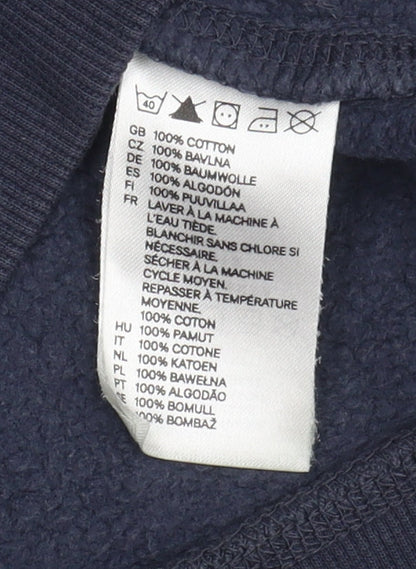 40
GB 100% COTTON
CZ 100% BAVLNA
DE 100% BAUMWOLLE
ES 100% ALGODÓN
FI 100% PUUVILLAA
FR LAVER À LA MACHINE À
L'EAU TIÈDE.
BLANCHIR SANS CHLORE SI
NÉCESSAIRE.
SÉCHER À LA MACHINE
CYCLE MOYEN.
REPASSER À TEMPÉRATURE
MOYENNE.
100% COTON
HU 100% PAMUT
IT 100% COTONE
NL 100% KATOEN
PL 100% BAWEŁNA
PT 100% ALGODÃO
100% BOMULL
100% BOMBAŽ